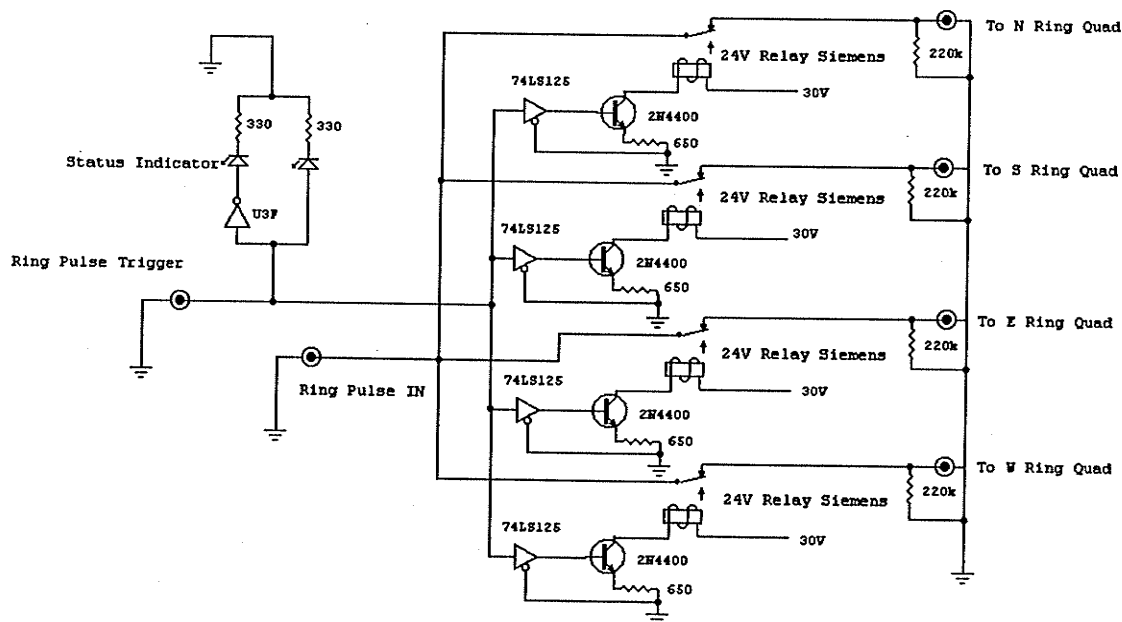 To N Ring Quad
220k
24V Relay Siemens
30V
74LS125
2N4400
650
330
330
Status Indicator
U3F
To S Ring Quad
220k
24V Relay Siemens
30V
74LS125
2N4400
650
Ring Pulse Trigger
To E Ring Quad
220k
24V Relay Siemens
30V
Ring Pulse IN
74LS125
2N4400
650
To W Ring Quad
220k
24V Relay Siemens
30V
74LS125
2N4400
650